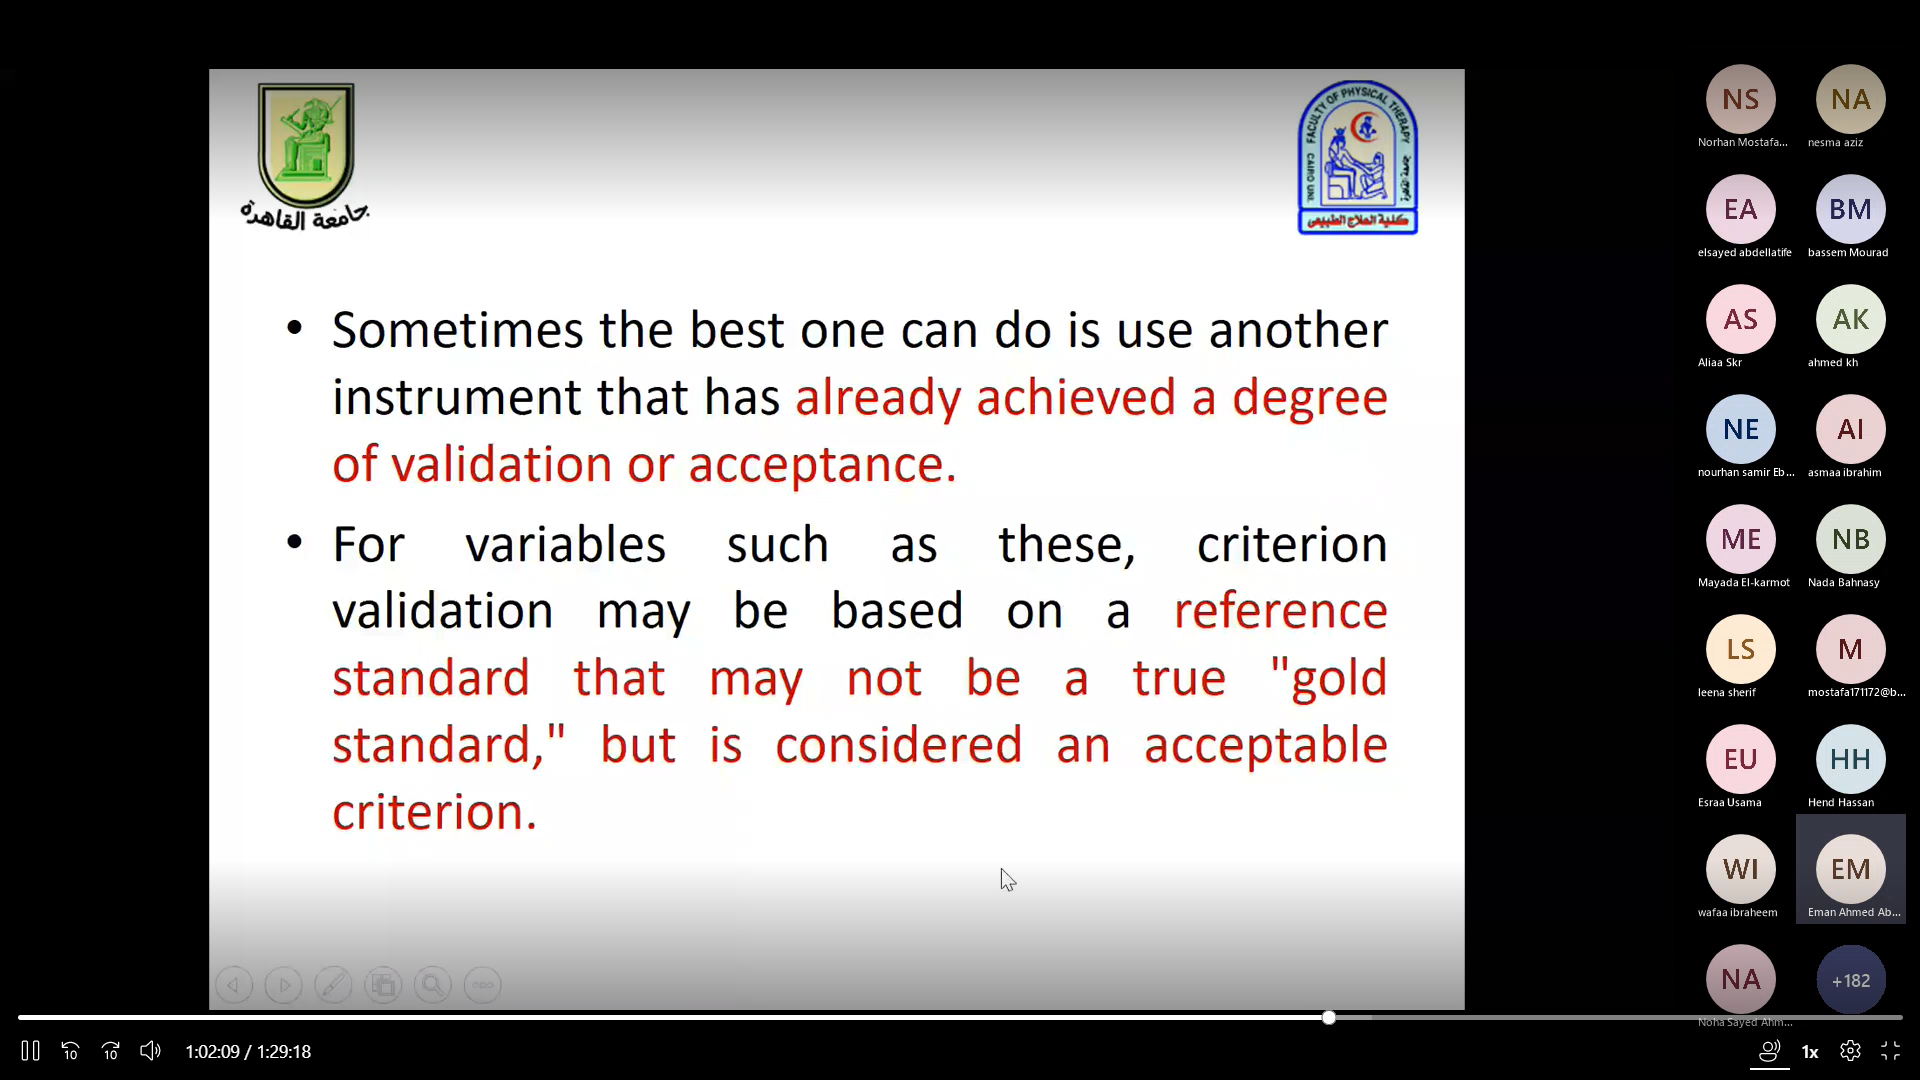 جامعة القاهرة
FACULTY OF PHYSICAL THERAPY
CAIRO UNI.
جامعة القاهرة
كلية العلاج الطبيعى
• Sometimes the best one can do is use another
instrument that has already achieved a degree
of validation or acceptance.
• For variables such as these, criterion
validation may be based on a reference
standard that may not be a true "gold
standard," but is considered an acceptable
criterion.
NS
Norhan Mostafa...
NA
nesma aziz
EA
elsayed abdellatife
BM
bassem Mourad
AS
Aliaa Skr
AK
ahmed kh
NE
nourhan samir Eb...
AI
asmaa ibrahim
ME
Mayada El-karmot
NB
Nada Bahnasy
LS
leena sherif
M
mostafa171172@b...
EU
Esraa Usama
HH
Hend Hassan
WI
wafaa ibraheem
EM
Eman Ahmed Ab...
NA
Noha Sayed Ahm...
+182
10
10
1:02:09 / 1:29:18
1x